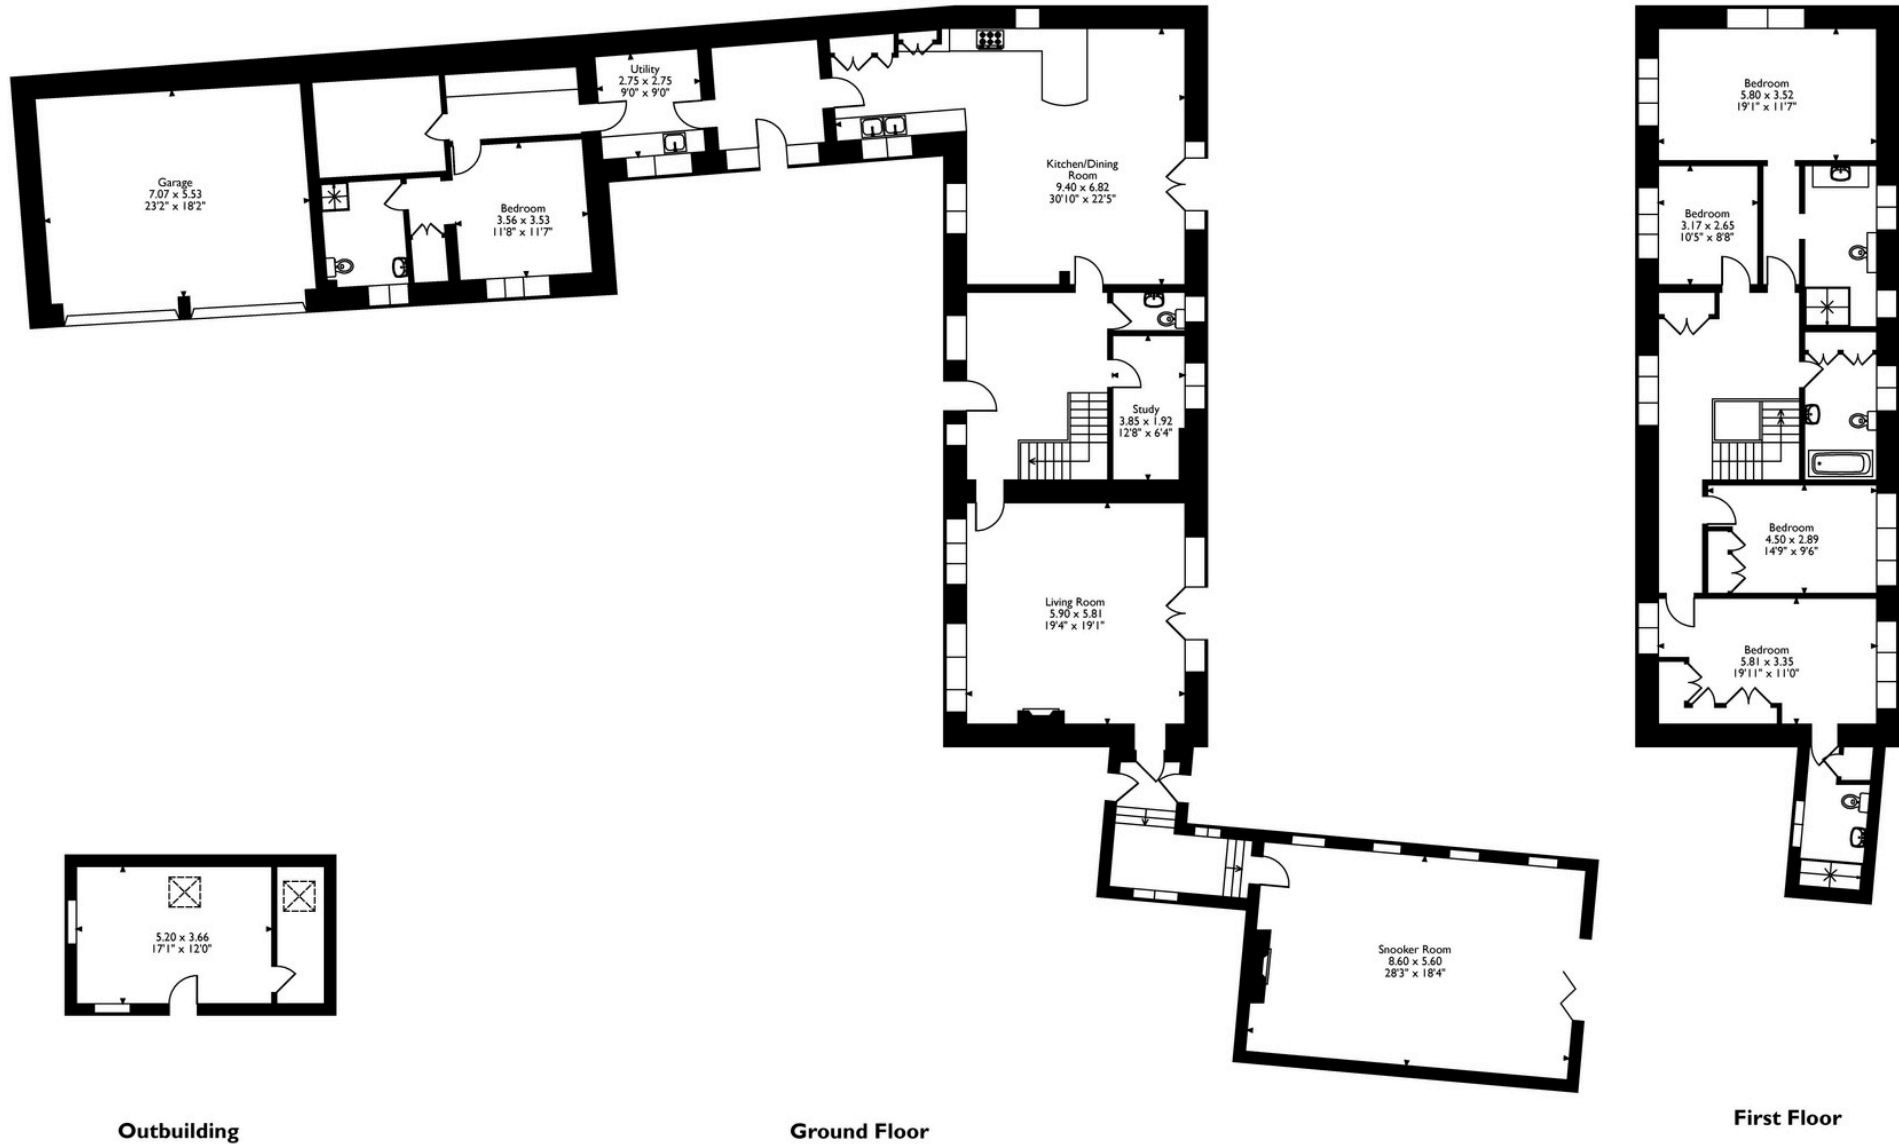 Garage
7.07 x 5.53
23'2" x 18'2"
Utility
2.75 x 2.75
9'0" x 9'0"
Bedroom
3.56 x 3.53
11'8" x 11'7"
Kitchen/Dining
Room
9.40 x 6.82
30'10" x 22'5"
Study
3.85 x 1.92
12'8" x 6'4"
Living Room
5.90 x 5.81
19'4" x 19'1"
Snooker Room
8.60 x 5.60
28'3" x 18'4"
Bedroom
5.80 x 3.52
19'1" x 11'7"
Bedroom
3.17 x 2.65
10'5" x 8'8"
Bedroom
4.50 x 2.89
14'9" x 9'6"
Bedroom
5.81 x 3.35
19'11" x 11'0"
5.20 x 3.66
17'1" x 12'0"
Outbuilding
Ground Floor
First Floor